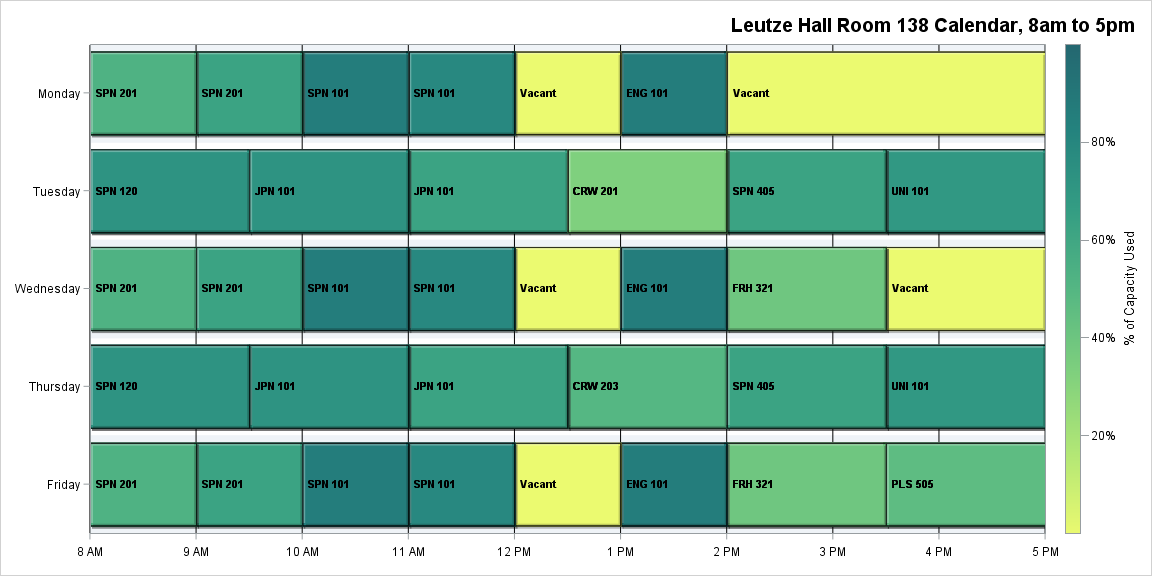 Leutze Hall Room 138 Calendar, 8am to 5pm
Monday
SPN 201
SPN 201
SPN 101
SPN 101
Vacant
ENG 101
Vacant
Tuesday
SPN 120
JPN 101
JPN 101
CRW 201
SPN 405
UNI 101
Wednesday
SPN 201
SPN 201
SPN 101
SPN 101
Vacant
ENG 101
FRH 321
Vacant
Thursday
SPN 120
JPN 101
JPN 101
CRW 203
SPN 405
UNI 101
Friday
SPN 201
SPN 201
SPN 101
SPN 101
Vacant
ENG 101
FRH 321
PLS 505
8 AM
9 AM
10 AM
11 AM
12 PM
1 PM
2 PM
3 PM
4 PM
5 PM
80%
60%
40%
20%
% of Capacity Used